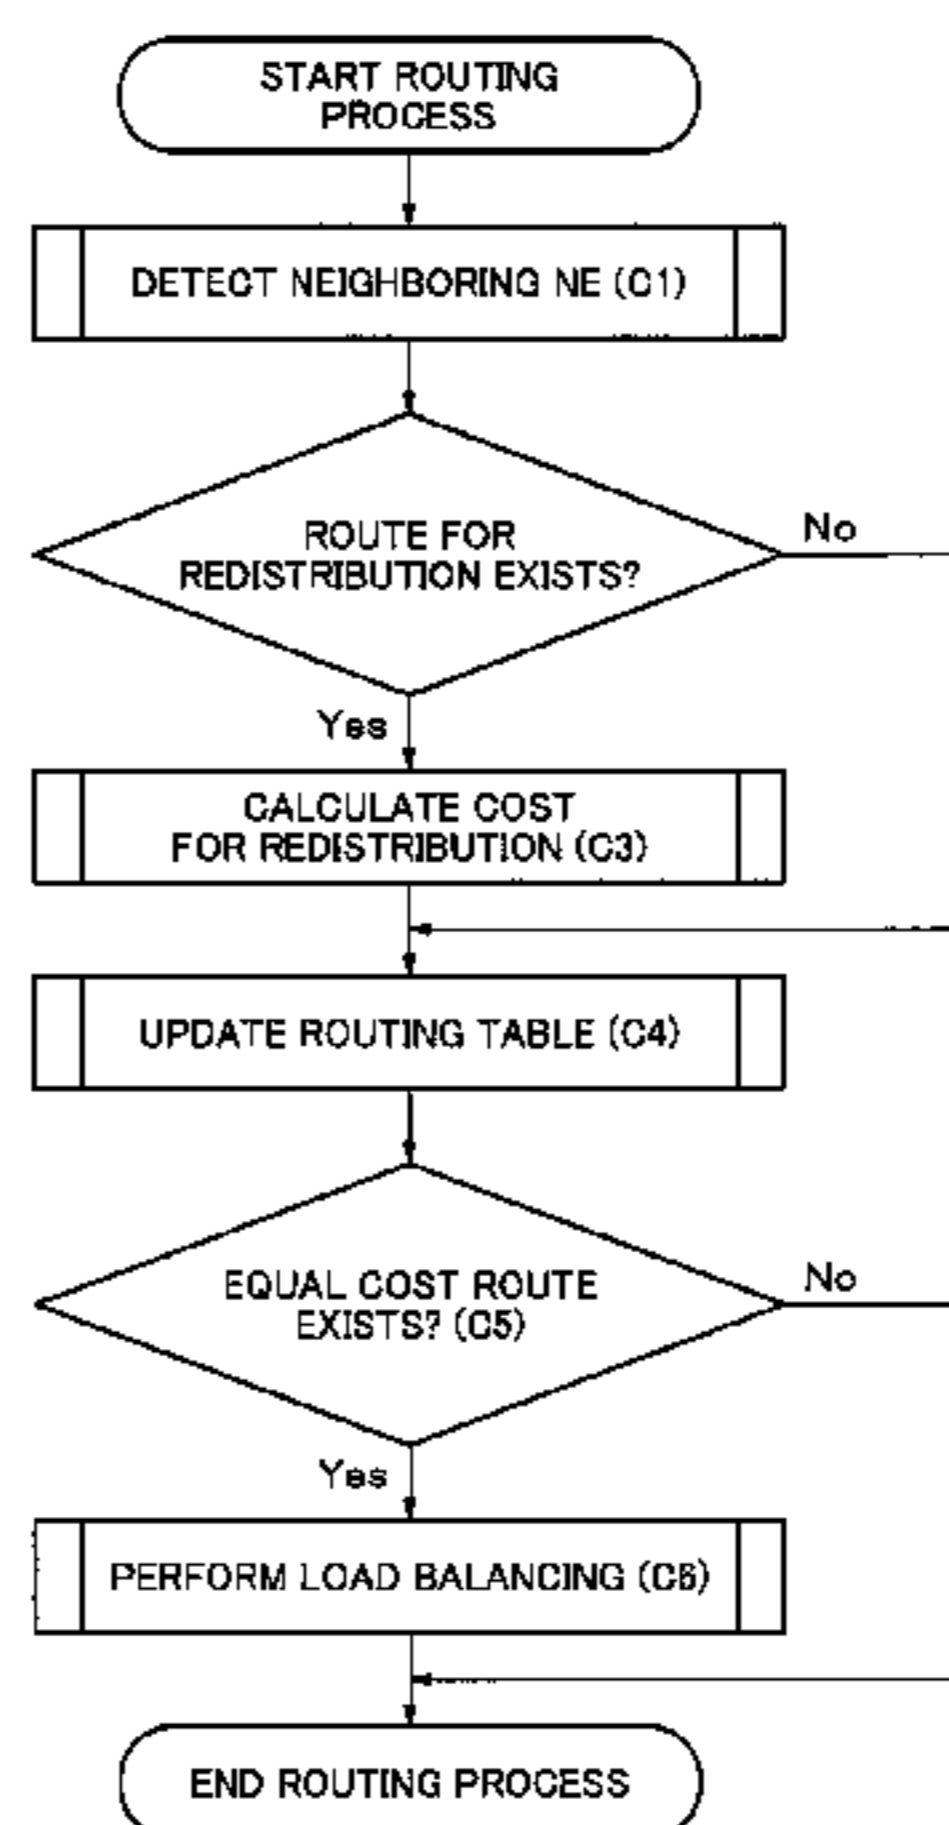 START ROUTING
PROCESS
DETECT NEIGHBORING NE (C1)
ROUTE FOR
REDISTRIBUTION EXISTS?
No
Yes
CALCULATE COST
FOR REDISTRIBUTION (C3)
UPDATE ROUTING TABLE (C4)
EQUAL COST ROUTE
EXISTS? (C5)
No
Yes
PERFORM LOAD BALANCING (C6)
END ROUTING PROCESS